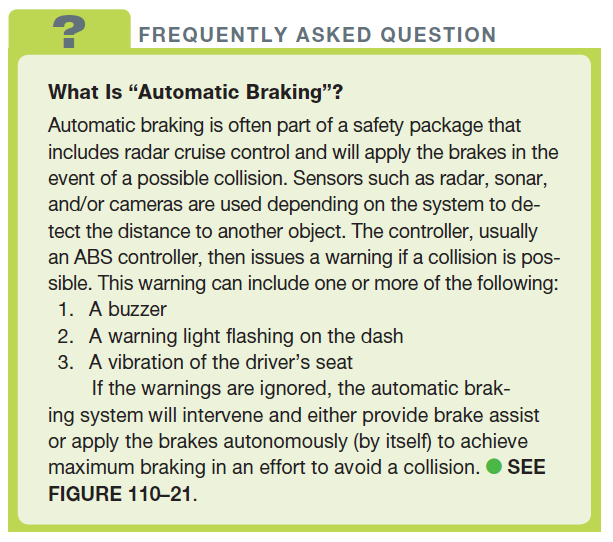 ?
FREQUENTLY ASKED QUESTION
What Is “Automatic Braking”?
Automatic braking is often part of a safety package that
includes radar cruise control and will apply the brakes in the
event of a possible collision. Sensors such as radar, sonar,
and/or cameras are used depending on the system to de-
tect the distance to another object. The controller, usually
an ABS controller, then issues a warning if a collision is pos-
sible. This warning can include one or more of the following:
1. A buzzer
2. A warning light flashing on the dash
3. A vibration of the driver’s seat
If the warnings are ignored, the automatic brak-
ing system will intervene and either provide brake assist
or apply the brakes autonomously (by itself) to achieve
maximum braking in an effort to avoid a collision. ● SEE
FIGURE 110–21.